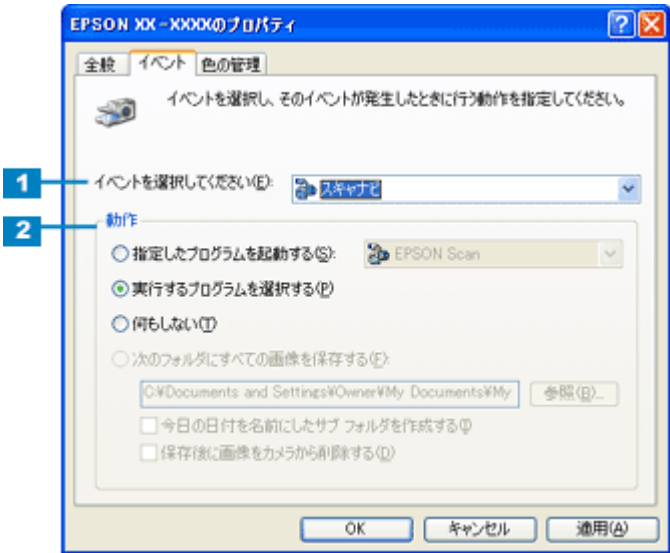 EPSON XX-XXXXのプロパティ
全般 イベント 色の管理
イベントを選択し、そのイベントが発生したときに行う動作を指定してください。
1 イベントを選択してください(E): スキャナビ
2 動作
指定したプログラムを起動する(S): EPSON Scan
実行するプログラムを選択する(P)
何もしない(T)
次のフォルダにすべての画像を保存する(F):
C:¥Documents and Settings¥Owner¥My Documents¥My 参照(B)...
今日の日付を名前にしたサブ フォルダを作成する(I)
保存後に画像をカメラから削除する(D)
OK キャンセル 適用(A)